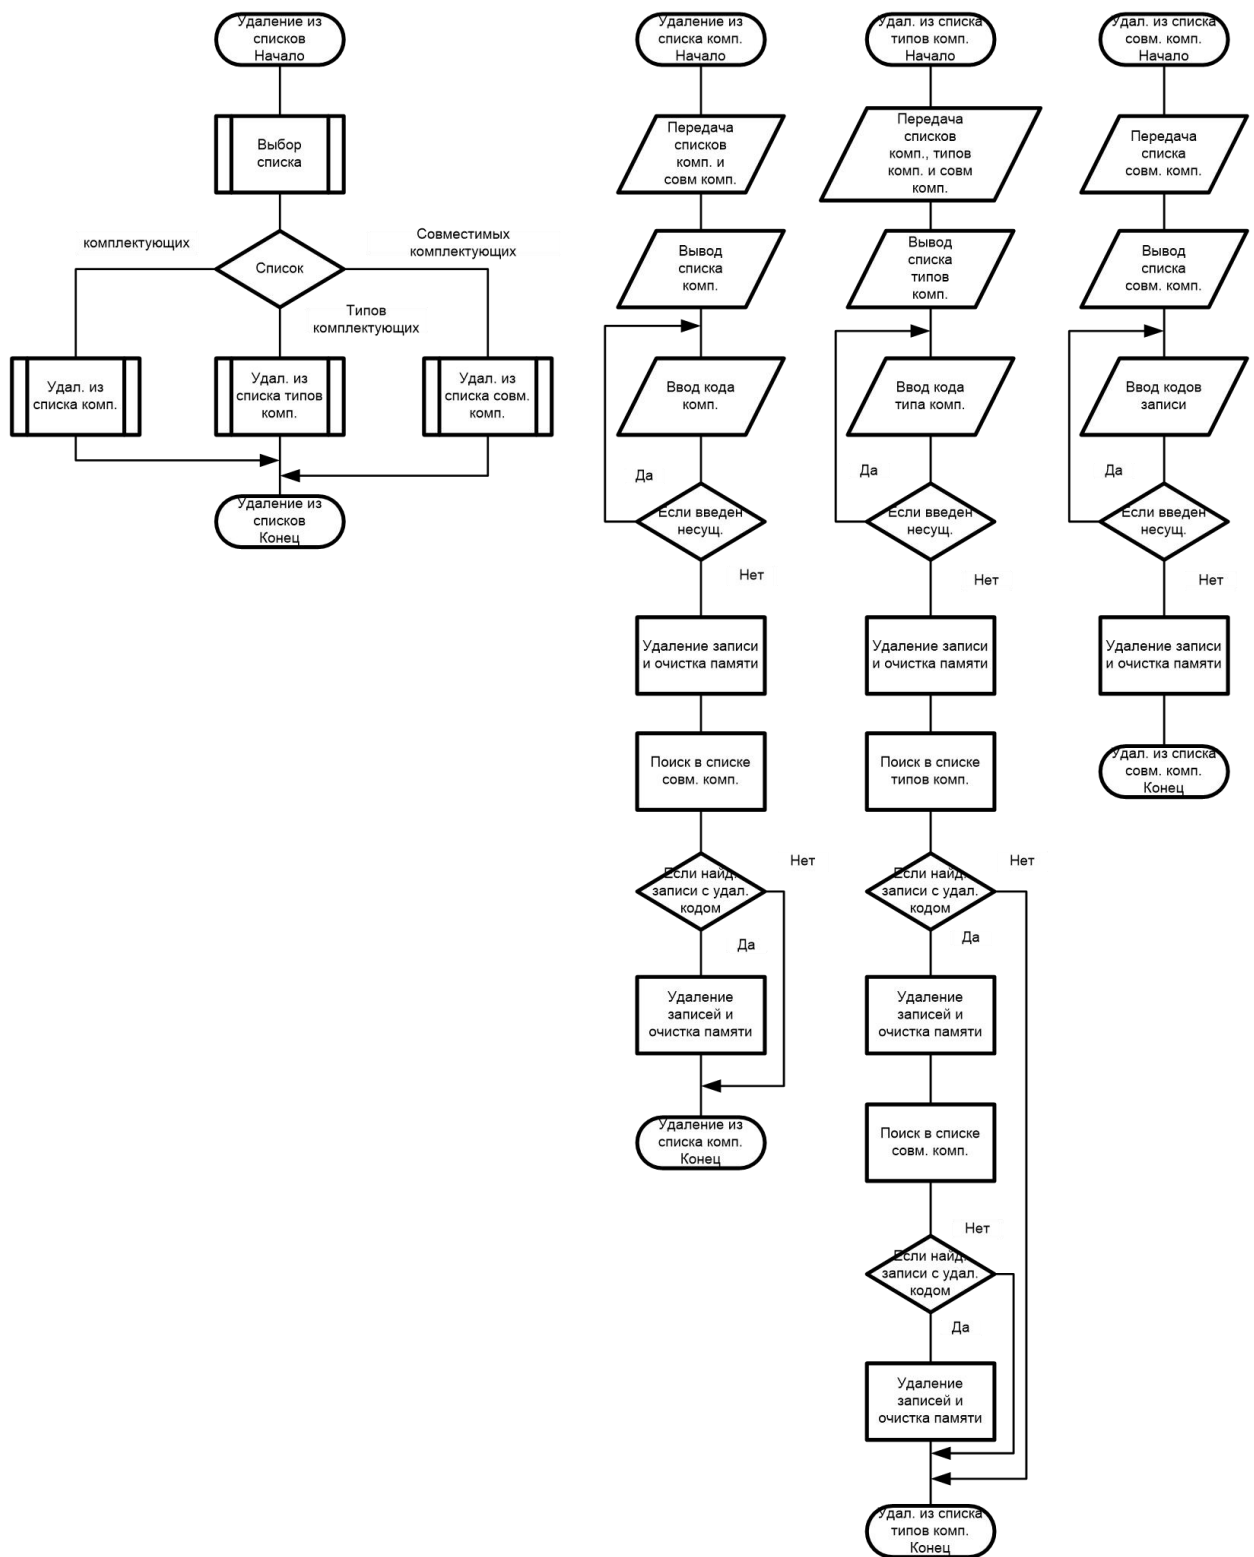 Удаление из
списков
Начало
Выбор
списка
комплектующих
Совместимых
комплектующих
Список
Типов
комплектующих
Удал. из
списка комп.
Удал. из
списка типов
комп.
Удал. из
списка совм.
комп.
Удаление из
списков
Конец
Удаление из
списка комп.
Начало
Передача
списков
комп. и
совм комп.
Вывод
списка
комп.
Ввод кода
комп.
Да
Если введен
несущ.
Нет
Удаление записи
и очистка памяти
Поиск в списке
совм. комп.
Нет
Если найд.
записи с удал.
кодом
Да
Удаление
записей и
очистка памяти
Удаление из
списка комп.
Конец
Удал. из списка
типов комп.
Начало
Передача
списков
комп., типов
комп. и совм
комп.
Вывод
списка
типов
комп.
Ввод кода
типа комп.
Да
Если введен
несущ.
Нет
Удаление записи
и очистка памяти
Поиск в списке
типов комп.
Нет
Если найд.
записи с удал.
кодом
Да
Удаление
записей и
очистка памяти
Поиск в списке
совм. комп.
Нет
Если найд.
записи с удал.
кодом
Да
Удаление
записей и
очистка памяти
Удал. из списка
типов комп.
Конец
Удал. из списка
совм. комп.
Начало
Передача
списка
совм. комп.
Вывод
списка
совм. комп.
Ввод кодов
записи
Да
Если введен
несущ.
Нет
Удаление записи
и очистка памяти
Удал. из списка
совм. комп.
Конец